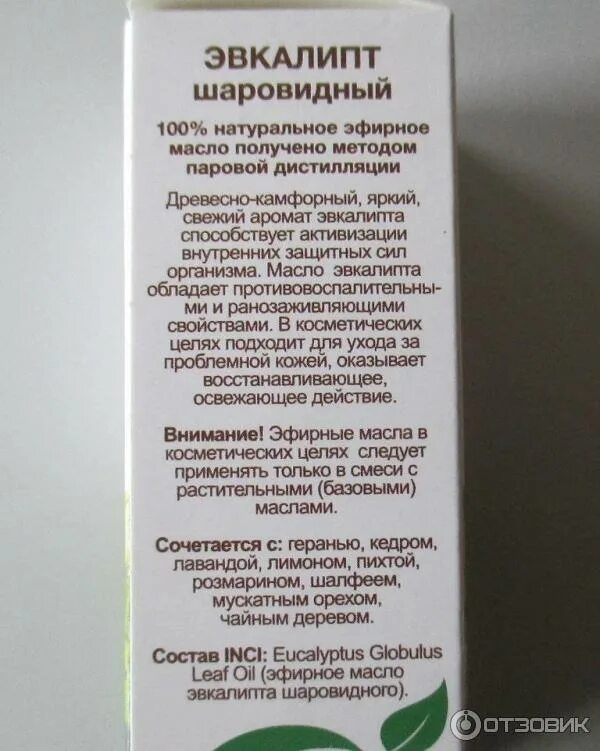 ЭВКАЛИПТ
шаровидный
100% натуральное эфирное
масло получено методом
паровой дистилляции
Древесно-камфорный, яркий,
свежий аромат эвкалипта
способствует активизации
внутренних защитных сил
организма. Масло эвкалипта
обладает противовоспалительны-
ми и ранозаживляющими
свойствами. В косметических
целях подходит для ухода за
проблемной кожей, оказывает
восстанавливающее,
освежающее действие.
Внимание! Эфирные масла в
косметических целях следует
применять только в смеси с
растительными (базовыми)
маслами.
Сочетается с: геранью, кедром,
лавандой, лимоном, пихтой,
розмарином, шалфеем,
мускатным орехом,
чайным деревом.
Состав INCI: Eucalyptus Globulus
Leaf Oil (эфирное масло
эвкалипта шаровидного).
ОТЗОВИК